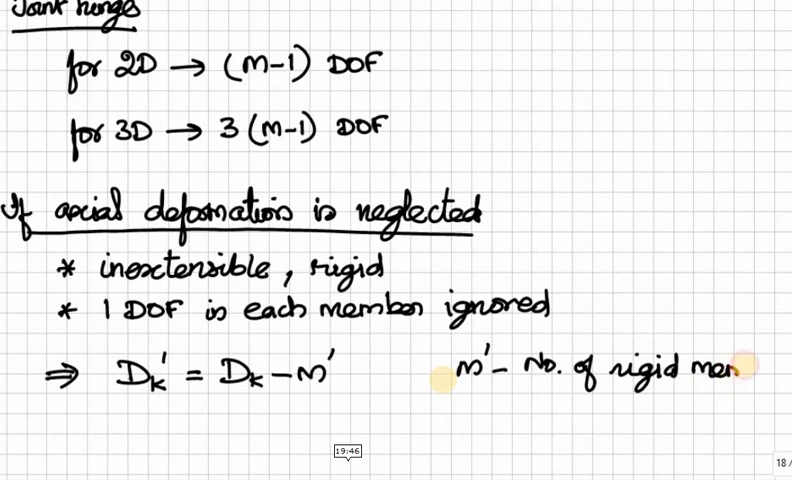 Joint hinges
for 2D → (m-1) DOF
for 3D → 3 (m-1) DOF
If axial deformation is neglected
* inextensible, rigid
* 1 DOF in each member ignored
⇒ Dk' = Dk - m' m' - No. of rigid mem
19:46
18 /